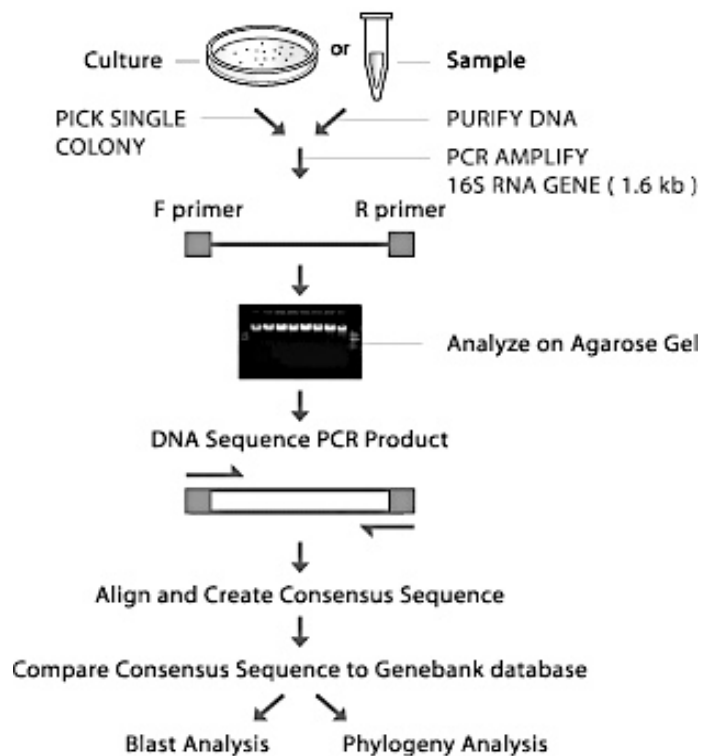 Culture
or
Sample
PICK SINGLE
COLONY
PURIFY DNA
PCR AMPLIFY
16S RNA GENE ( 1.6 kb )
F primer
R primer
Analyze on Agarose Gel
DNA Sequence PCR Product
Align and Create Consensus Sequence
Compare Consensus Sequence to Genebank database
Blast Analysis
Phylogeny Analysis